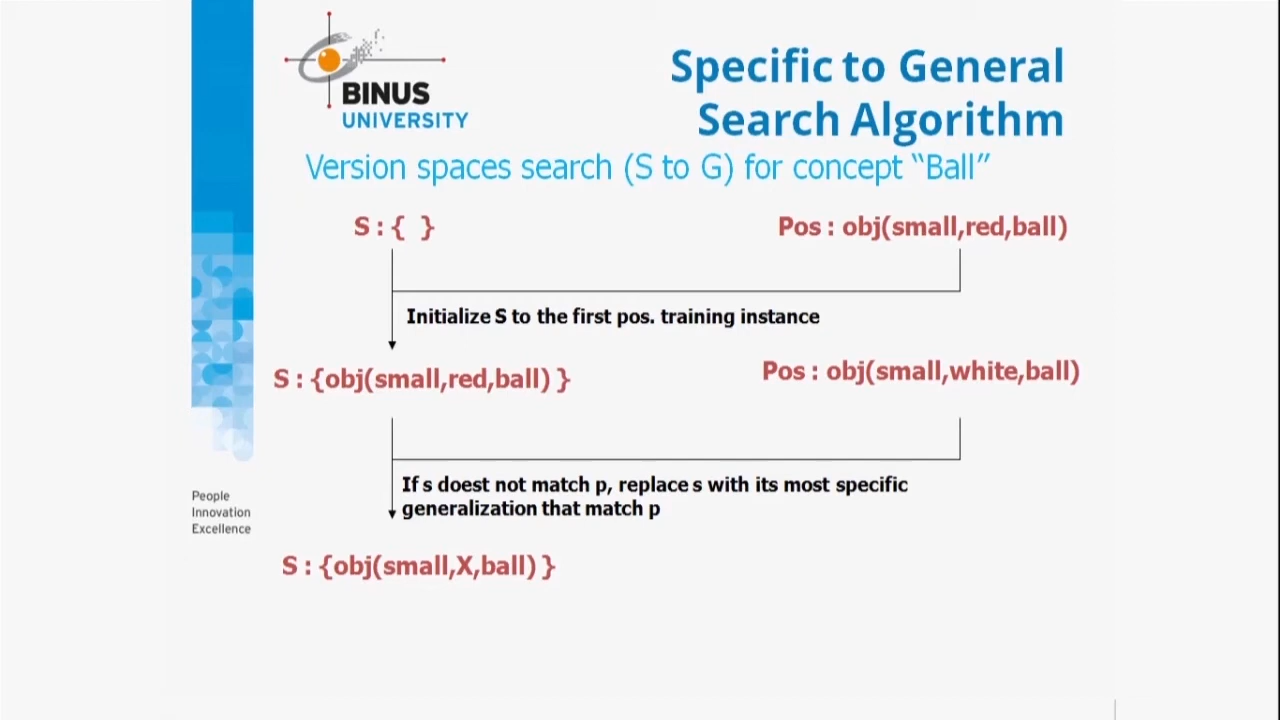 BINUS
UNIVERSITY
Specific to General
Search Algorithm
Version spaces search (S to G) for concept “Ball”
S : { }
Pos : obj(small,red,ball)
Initialize S to the first pos. training instance
S : {obj(small,red,ball) }
Pos : obj(small,white,ball)
If s doest not match p, replace s with its most specific
generalization that match p
S : {obj(small,X,ball) }
People
Innovation
Excellence